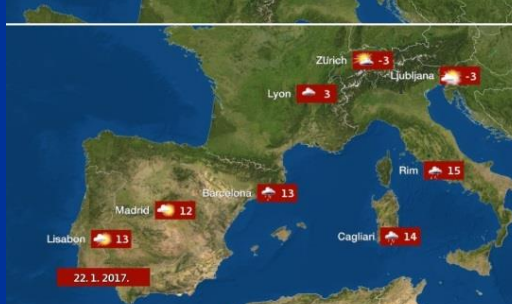 Zürich -3
Ljubljana -3
Lyon 3
Rim 15
Barcelona 13
Madrid 12
Cagliari 14
Lisabon 13
22. 1. 2017.